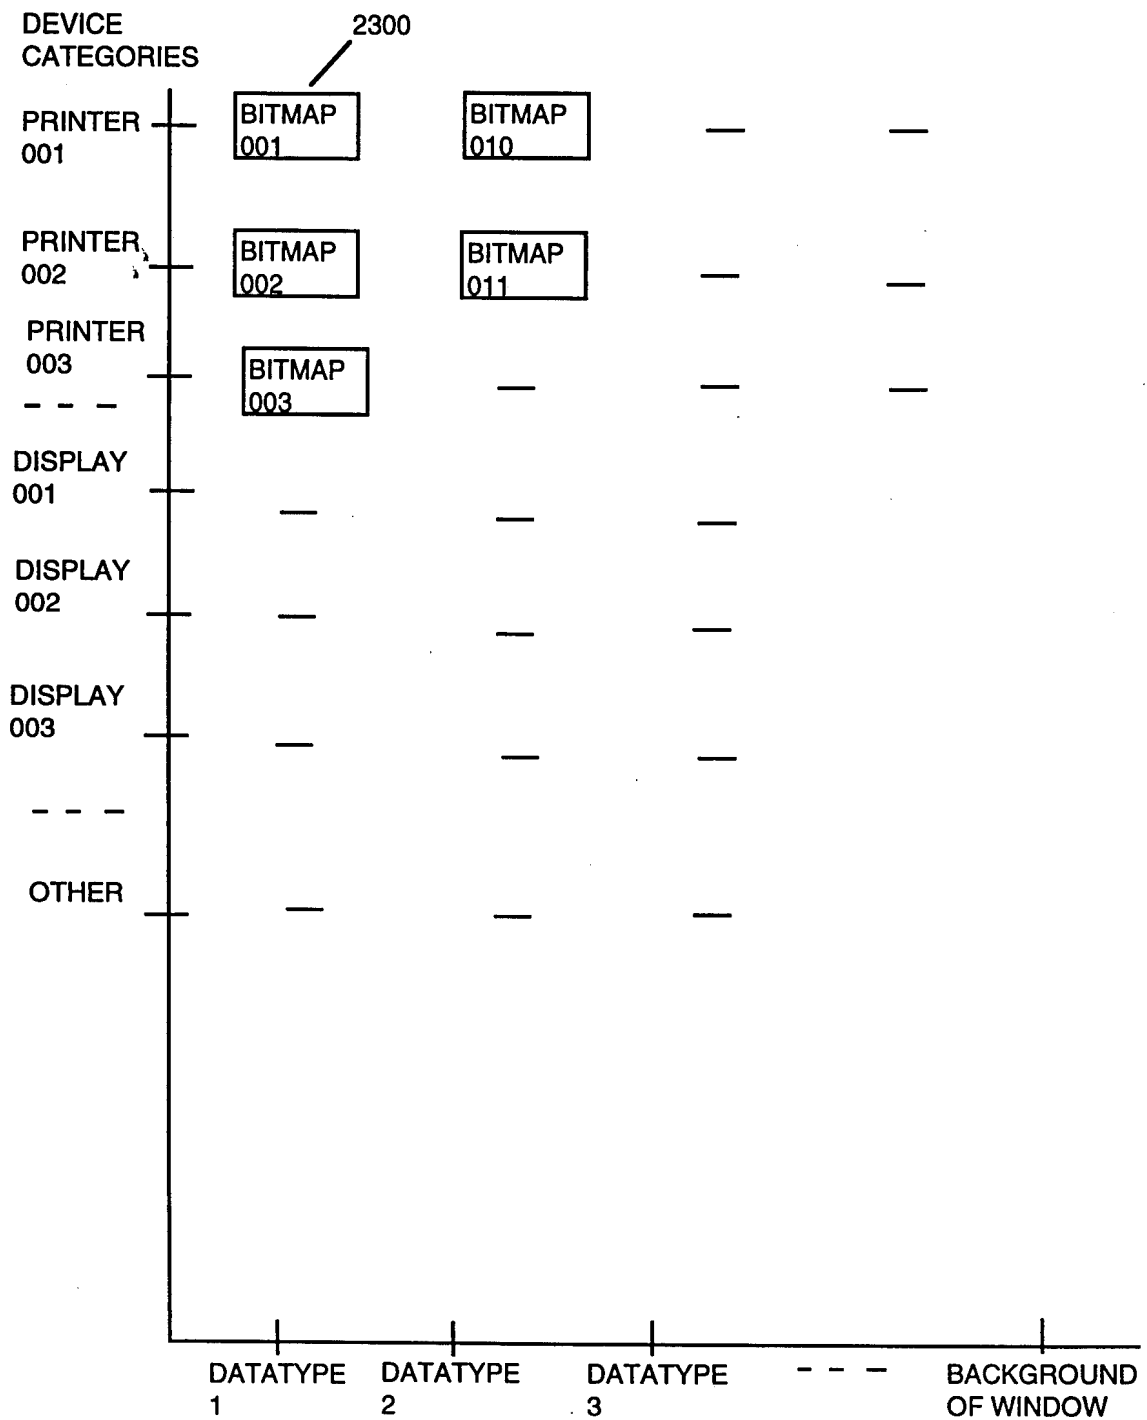 DEVICE
CATEGORIES
2300
PRINTER
001
BITMAP
001
BITMAP
010
PRINTER
002
BITMAP
002
BITMAP
011
PRINTER
003
BITMAP
003
DISPLAY
001
DISPLAY
002
DISPLAY
003
OTHER
DATATYPE
1
DATATYPE
2
DATATYPE
3
BACKGROUND
OF WINDOW